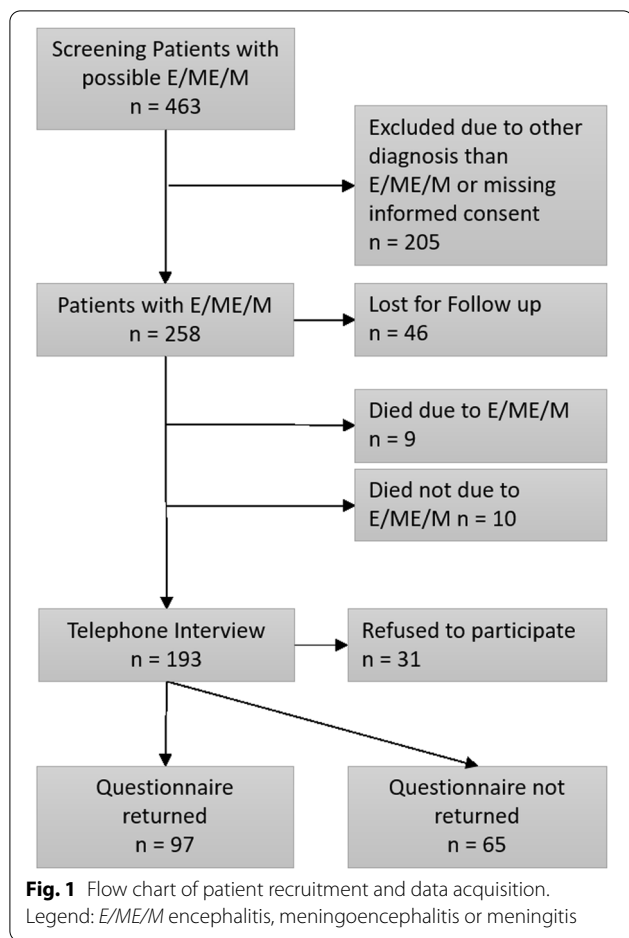 Screening Patients with
possible E/ME/M
n = 463
Excluded due to other
diagnosis than
E/ME/M or missing
informed consent
n = 205
Patients with E/ME/M
n = 258
Lost for Follow up
n = 46
Died due to E/ME/M
n = 9
Died not due to
E/ME/M n = 10
Telephone Interview
n = 193
Refused to participate
n = 31
Questionnaire
returned
n = 97
Questionnaire not
returned
n = 65
Fig. 1 Flow chart of patient recruitment and data acquisition.
Legend: E/ME/M encephalitis, meningoencephalitis or meningitis